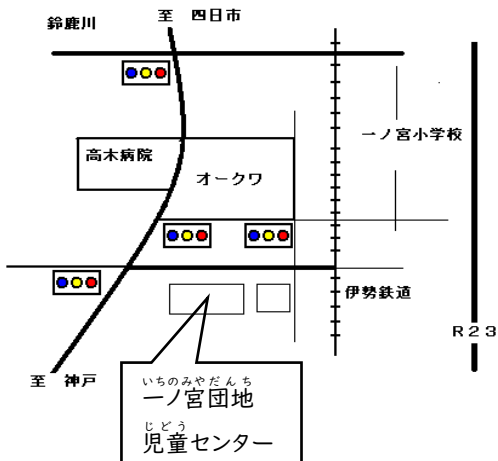 至 四日市
鈴鹿川
一ノ宮小学校
高木病院
オークワ
伊勢鉄道
R23
至 神戸
いちのみやだんち
一ノ宮団地
じどう
児童センター